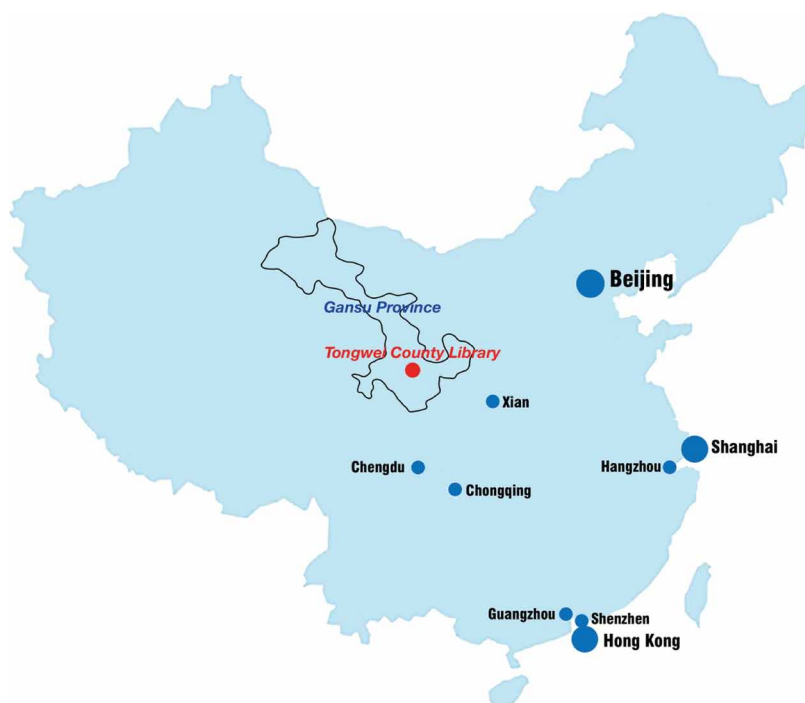 Beijing
Gansu Province
Tongwei County Library
Xian
Shanghai
Chengdu
Hangzhou
Chongqing
Guangzhou
Shenzhen
Hong Kong